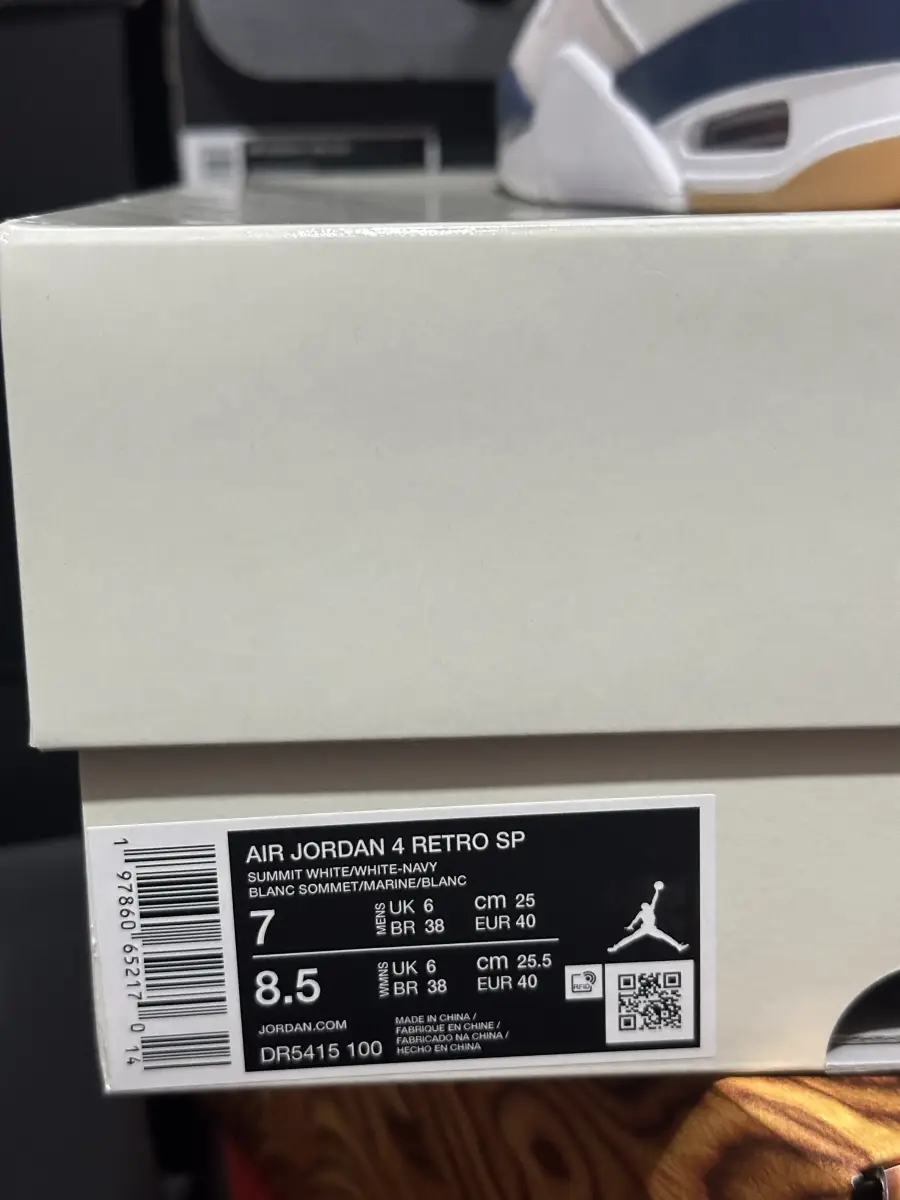 AIR JORDAN 4 RETRO SP
SUMMIT WHITE/WHITE-NAVY
BLANC SOMMET/MARINE/BLANC
7
MENS
UK 6
cm 25
BR 38
EUR 40
8.5
WMNS
UK 6
cm 25.5
BR 38
EUR 40
RFID
JORDAN.COM
DR5415 100
MADE IN CHINA /
FABRIQUE EN CHINE /
FABRICADO NA CHINA /
HECHO EN CHINA
1 97860 65217 0 14